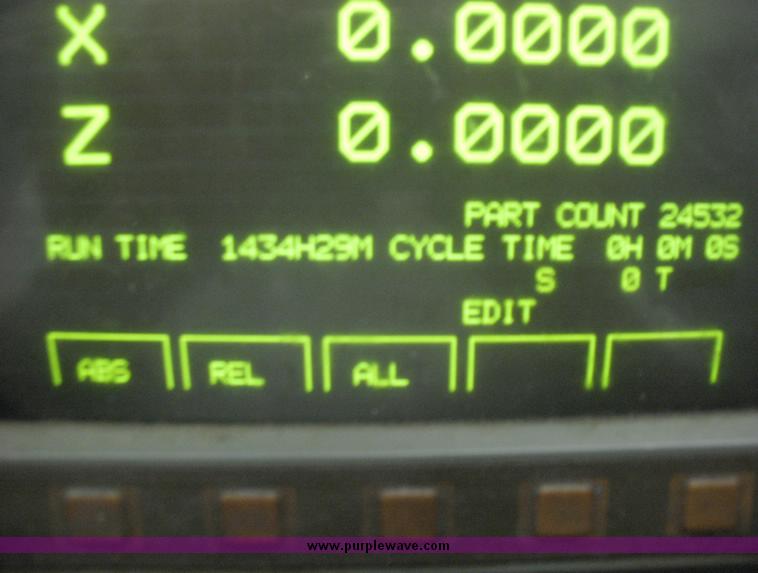 X 0.0000
Z 0.0000
PART COUNT 24532
RUN TIME 1434H29M CYCLE TIME 0H 0M 0S
S 0 T
EDIT
ABS REL ALL
www.purplewave.com